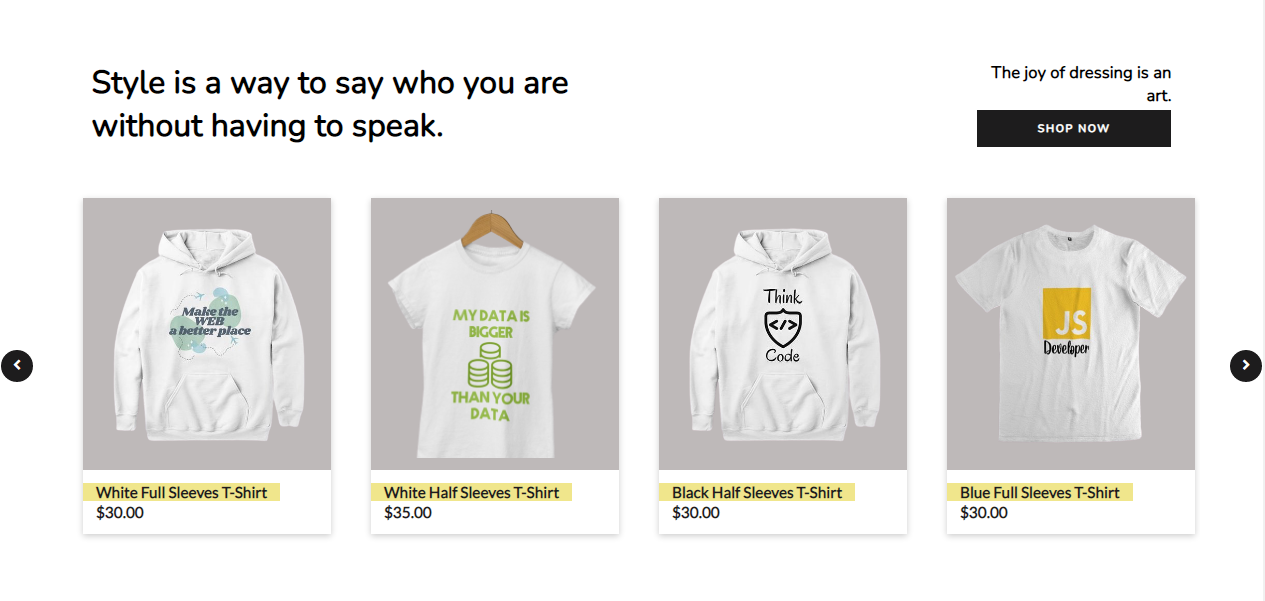 Style is a way to say who you are
without having to speak.
The joy of dressing is an
art.
SHOP NOW
Make the
WEB
a better place
MY DATA IS
BIGGER
THAN YOUR
DATA
Think
</>
Code
JS
Developer
White Full Sleeves T-Shirt
$30.00
White Half Sleeves T-Shirt
$35.00
Black Half Sleeves T-Shirt
$30.00
Blue Full Sleeves T-Shirt
$30.00